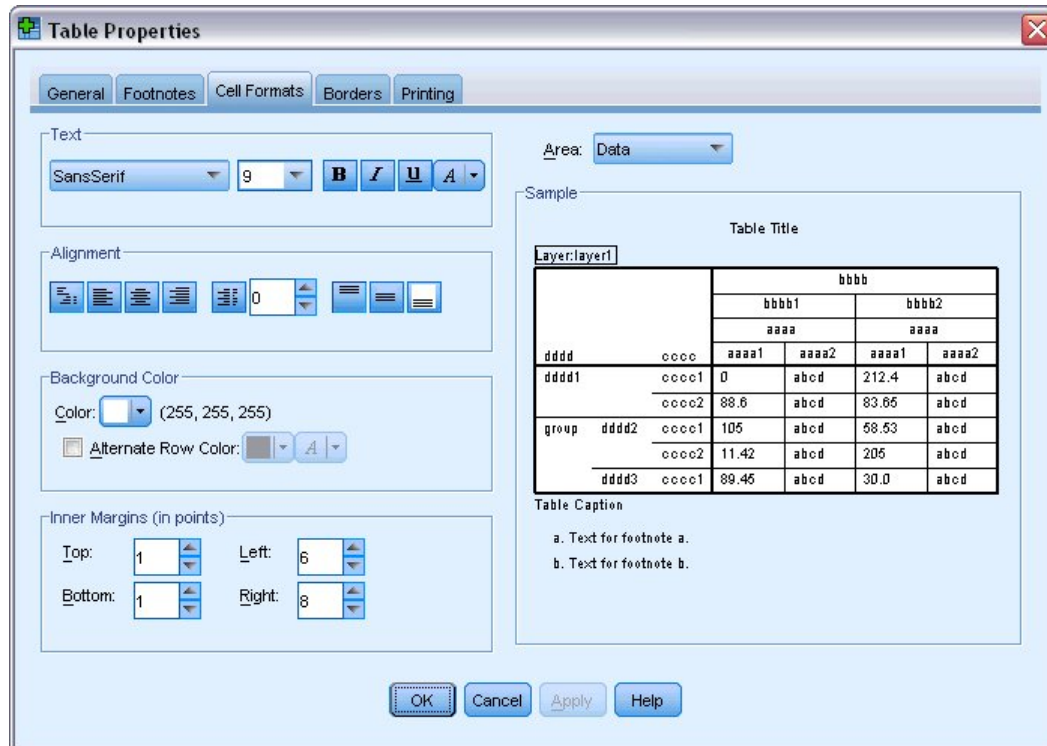 Table Properties
General Footnotes Cell Formats Borders Printing
Text
SansSerif 9 B I U A
Alignment
0
Background Color
Color: (255, 255, 255)
Alternate Row Color: A
Inner Margins (in points)
Top: 1 Left: 6
Bottom: 1 Right: 8
Area: Data
Sample
Table Title
Layer:layer1
bbbb
bbbb1 bbbb2
aaaa aaaa
dddd cccc aaaa1 aaaa2 aaaa1 aaaa2
dddd1 cccc1 0 abcd 212.4 abcd
cccc2 88.6 abcd 83.65 abcd
group dddd2 cccc1 105 abcd 58.53 abcd
cccc2 11.42 abcd 205 abcd
dddd3 cccc1 89.45 abcd 30.0 abcd
Table Caption
a. Text for footnote a.
b. Text for footnote b.
OK Cancel Apply Help